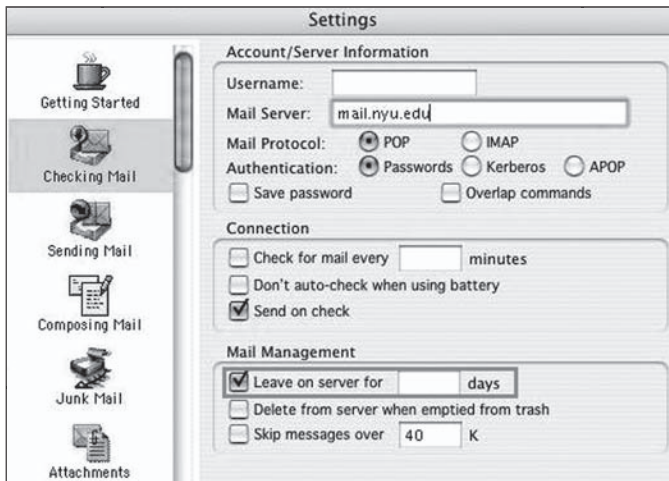 Settings
Getting Started
Checking Mail
Sending Mail
Composing Mail
Junk Mail
Attachments
Account/Server Information
Username:
Mail Server: mail.nyu.edu
Mail Protocol: POP IMAP
Authentication: Passwords Kerberos APOP
Save password Overlap commands
Connection
Check for mail every minutes
Don't auto-check when using battery
Send on check
Mail Management
Leave on server for days
Delete from server when emptied from trash
Skip messages over 40 K